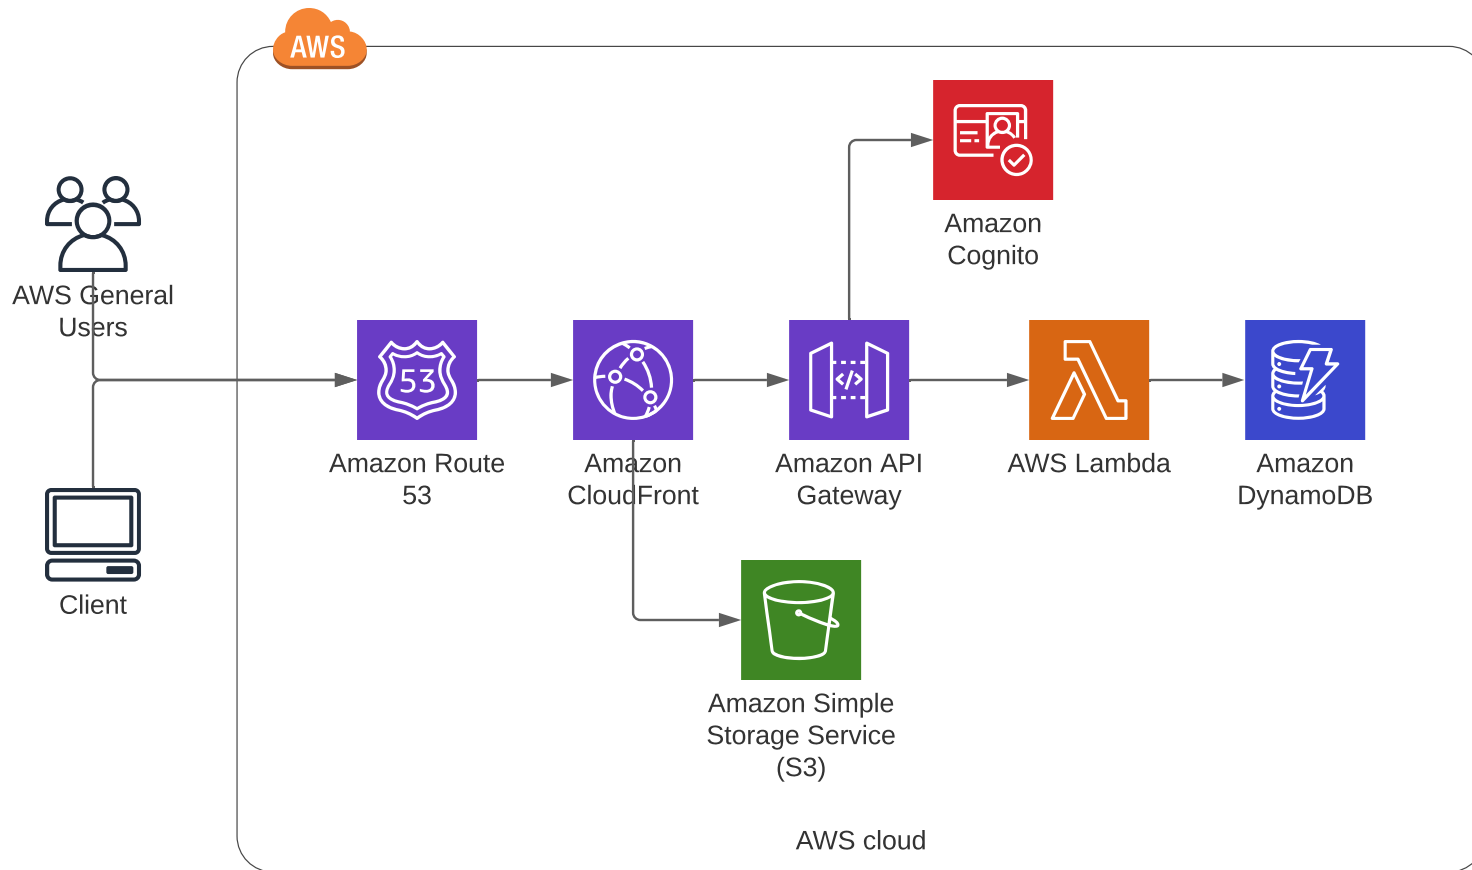 AWS
Amazon
Cognito
AWS General
Users
53
Amazon Route
53
Amazon
CloudFront
Amazon API
Gateway
AWS Lambda
Amazon
DynamoDB
Client
Amazon Simple
Storage Service
(S3)
AWS cloud